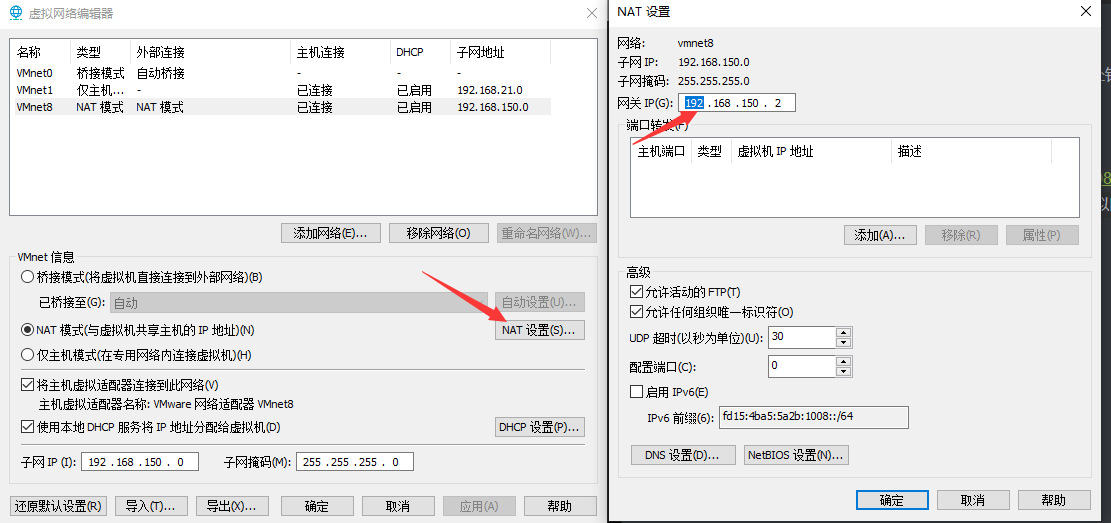 虚拟网络编辑器
名称 类型 外部连接 主机连接 DHCP 子网地址
VMnet0 桥接模式 自动桥接 - - -
VMnet1 仅主机... - 已连接 已启用 192.168.21.0
VMnet8 NAT 模式 NAT 模式 已连接 已启用 192.168.150.0
添加网络(E)... 移除网络(O) 重命名网络(W)...
VMnet 信息
桥接模式(将虚拟机直接连接到外部网络)(B)
已桥接至(G): 自动 自动设置(U)...
NAT 模式(与虚拟机共享主机的 IP 地址)(N) NAT 设置(S)...
仅主机模式(在专用网络内连接虚拟机)(H)
将主机虚拟适配器连接到此网络(V)
主机虚拟适配器名称: VMware 网络适配器 VMnet8
使用本地 DHCP 服务将 IP 地址分配给虚拟机(D) DHCP 设置(P)...
子网 IP (I): 192 . 168 . 150 . 0 子网掩码(M): 255 . 255 . 255 . 0
还原默认设置(R) 导入(T)... 导出(X)... 确定 取消 应用(A) 帮助
NAT 设置
网络: vmnet8
子网 IP: 192.168.150.0
子网掩码: 255.255.255.0
网关 IP(G): 192 . 168 . 150 . 2
端口转发(F)
主机端口 类型 虚拟机 IP 地址 描述
添加(A)... 移除(R) 属性(P)
高级
允许活动的 FTP(T)
允许任何组织唯一标识符(O)
UDP 超时(以秒为单位)(U): 30
配置端口(C): 0
启用 IPv6(E)
IPv6 前缀(6): fd15:4ba5:5a2b:1008::/64
DNS 设置(D)... NetBIOS 设置(N)...
确定 取消 帮助